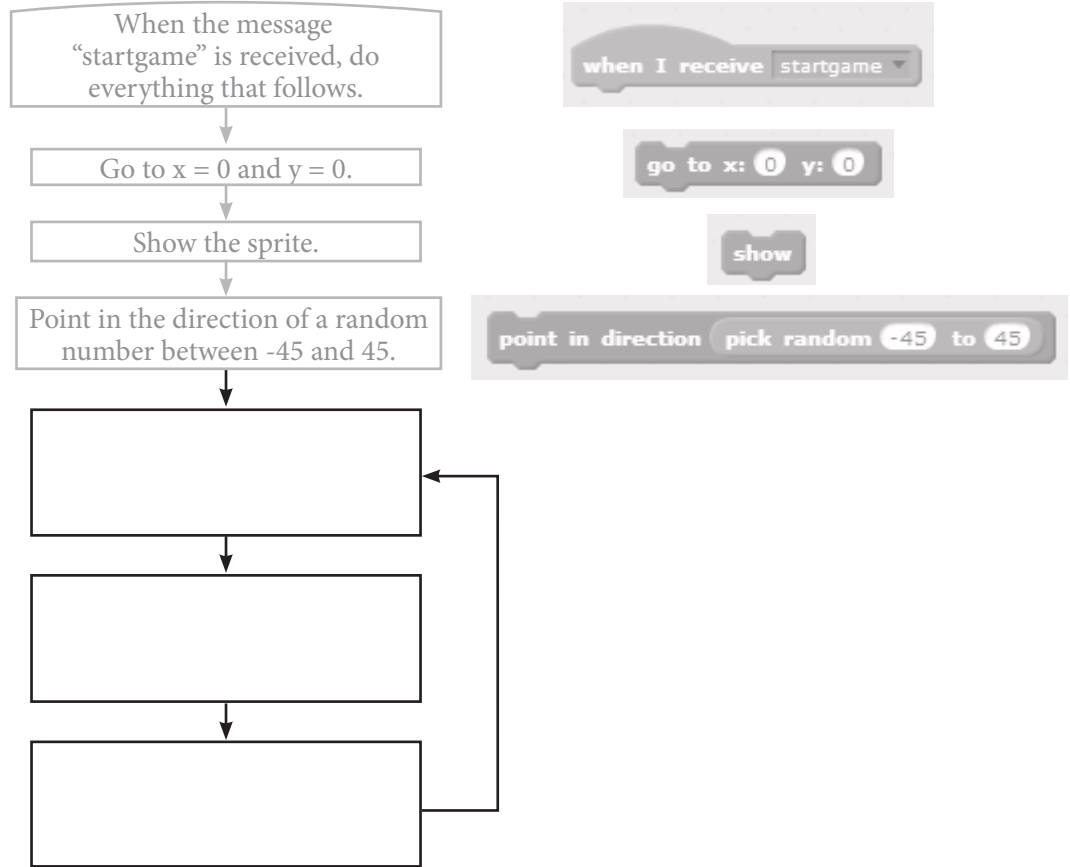 When the message
“startgame” is received, do
everything that follows.
when I receive startgame
Go to x = 0 and y = 0.
go to x: 0 y: 0
Show the sprite.
show
Point in the direction of a random
number between -45 and 45.
point in direction pick random -45 to 45